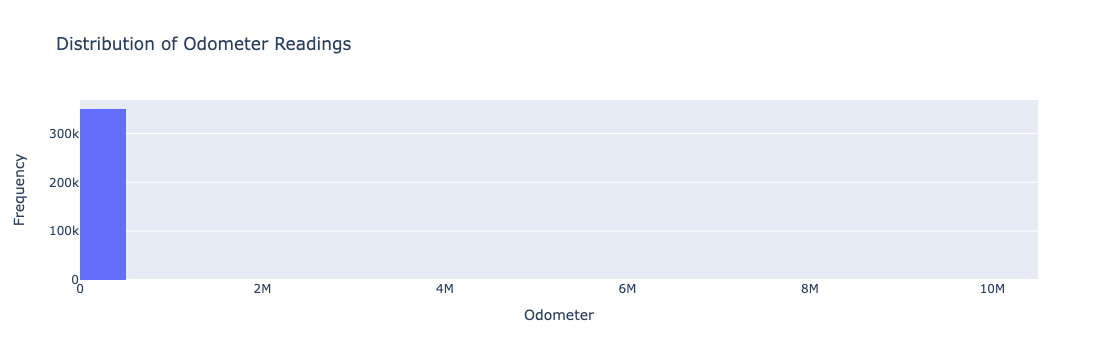 Distribution of Odometer Readings
Frequency
300k
200k
100k
0
0 2M 4M 6M 8M 10M
Odometer